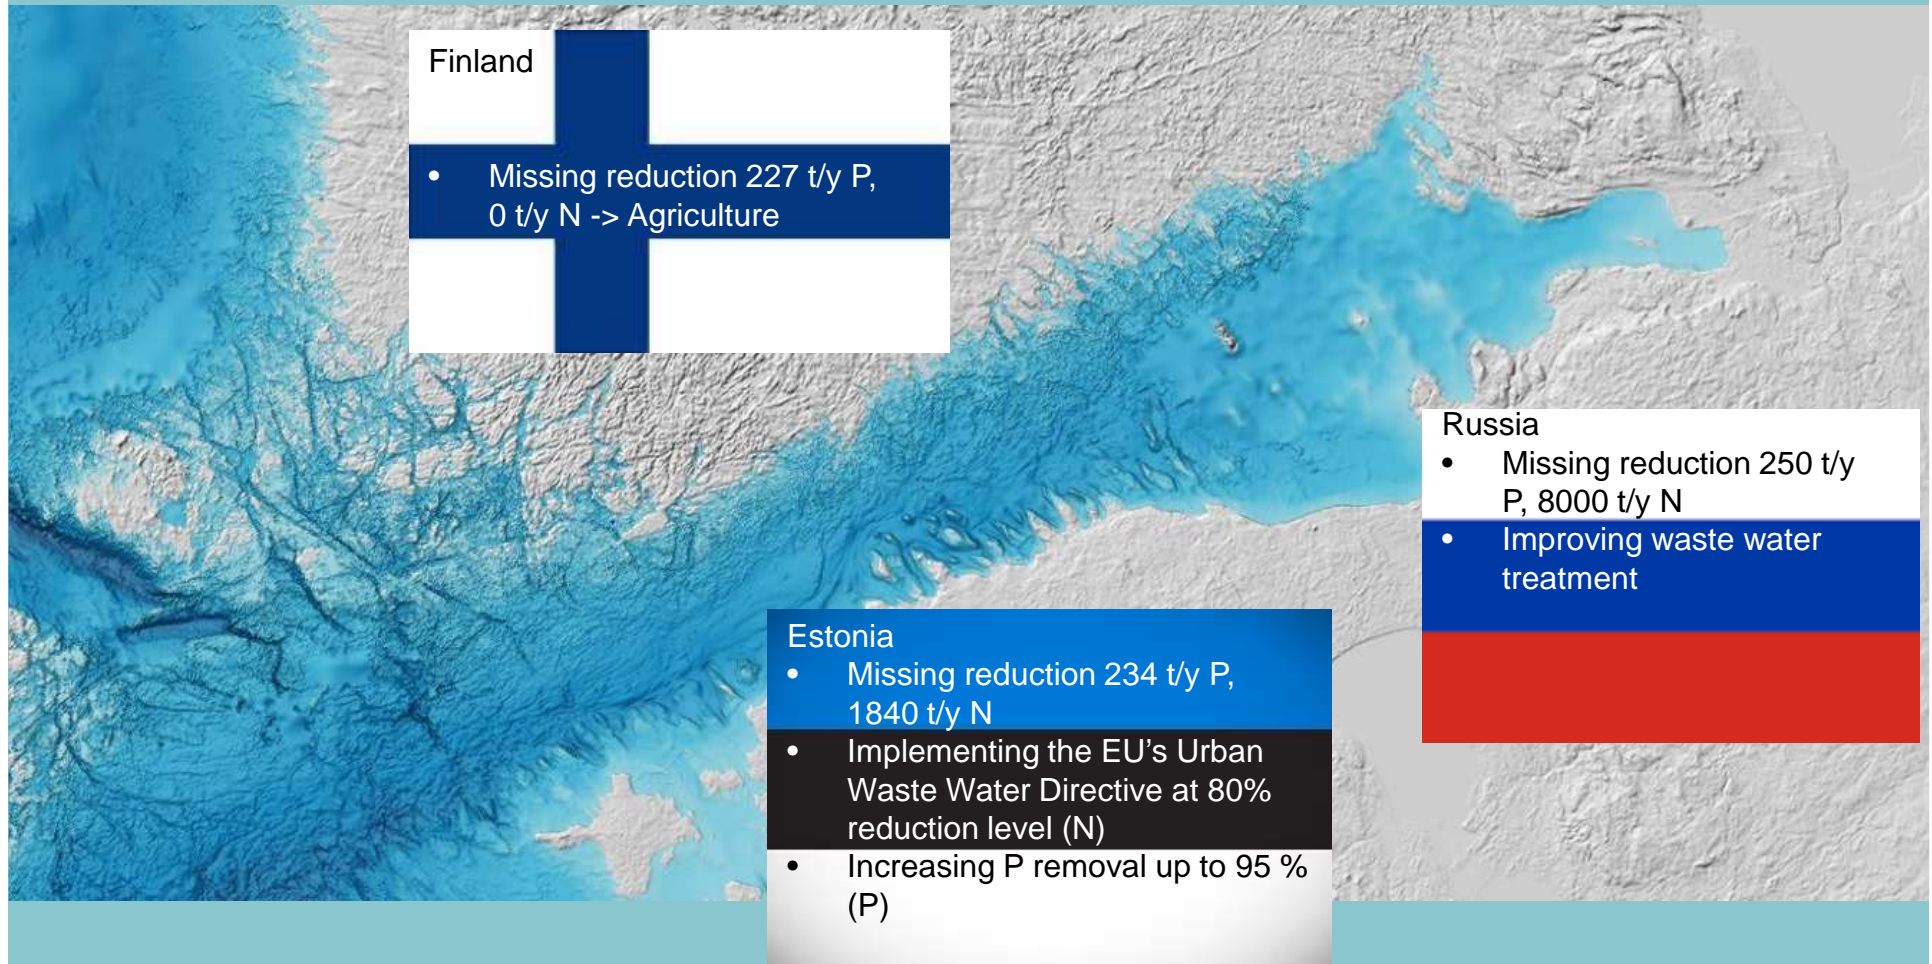 Finland
• Missing reduction 227 t/y P,
0 t/y N -> Agriculture
Russia
• Missing reduction 250 t/y
P, 8000 t/y N
• Improving waste water
treatment
Estonia
• Missing reduction 234 t/y P,
1840 t/y N
• Implementing the EU’s Urban
Waste Water Directive at 80%
reduction level (N)
• Increasing P removal up to 95 %
(P)